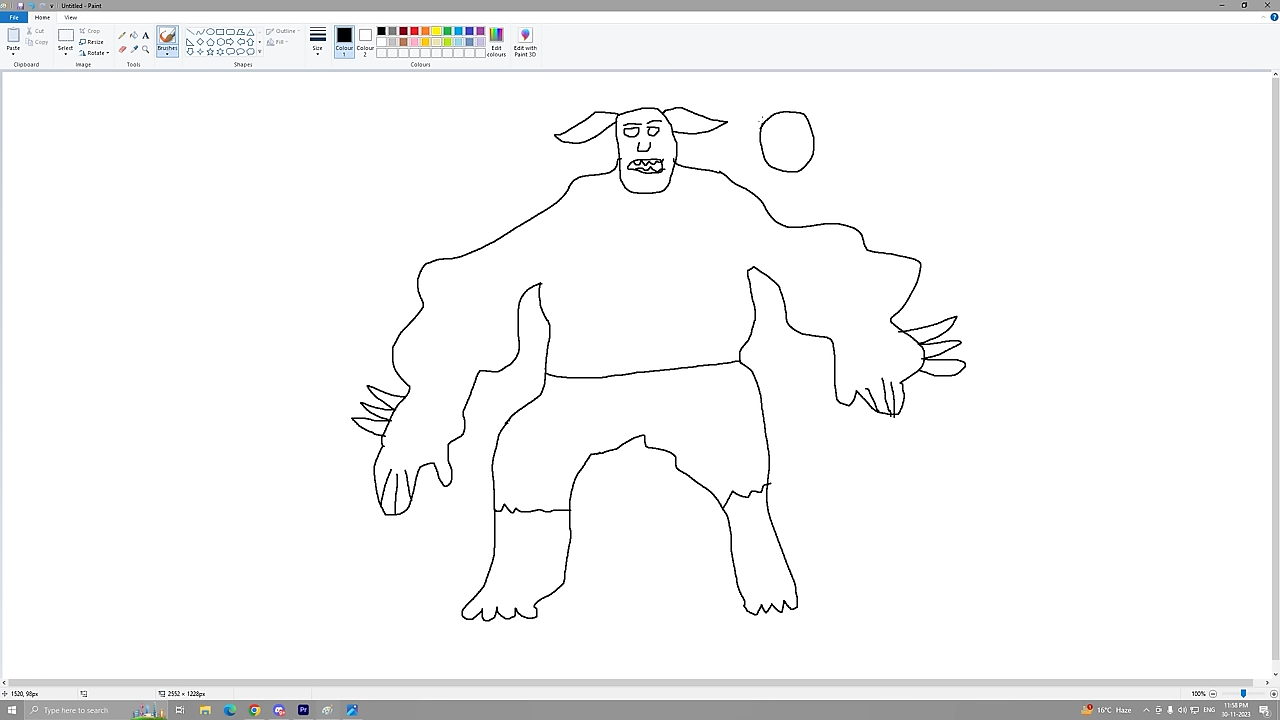 Untitled - Paint
File Home View
Paste Cut Copy Clipboard
Select Crop Resize Rotate Image
A Tools
Brushes
Outline Fill Shapes
Size
Colour 1 Colour 2 Edit colours Edit with Paint 3D Colours
1520, 98px 2552 × 1228px 100%
Type here to search Pr 16°C Haze ENG 11:58 PM 30-11-2023